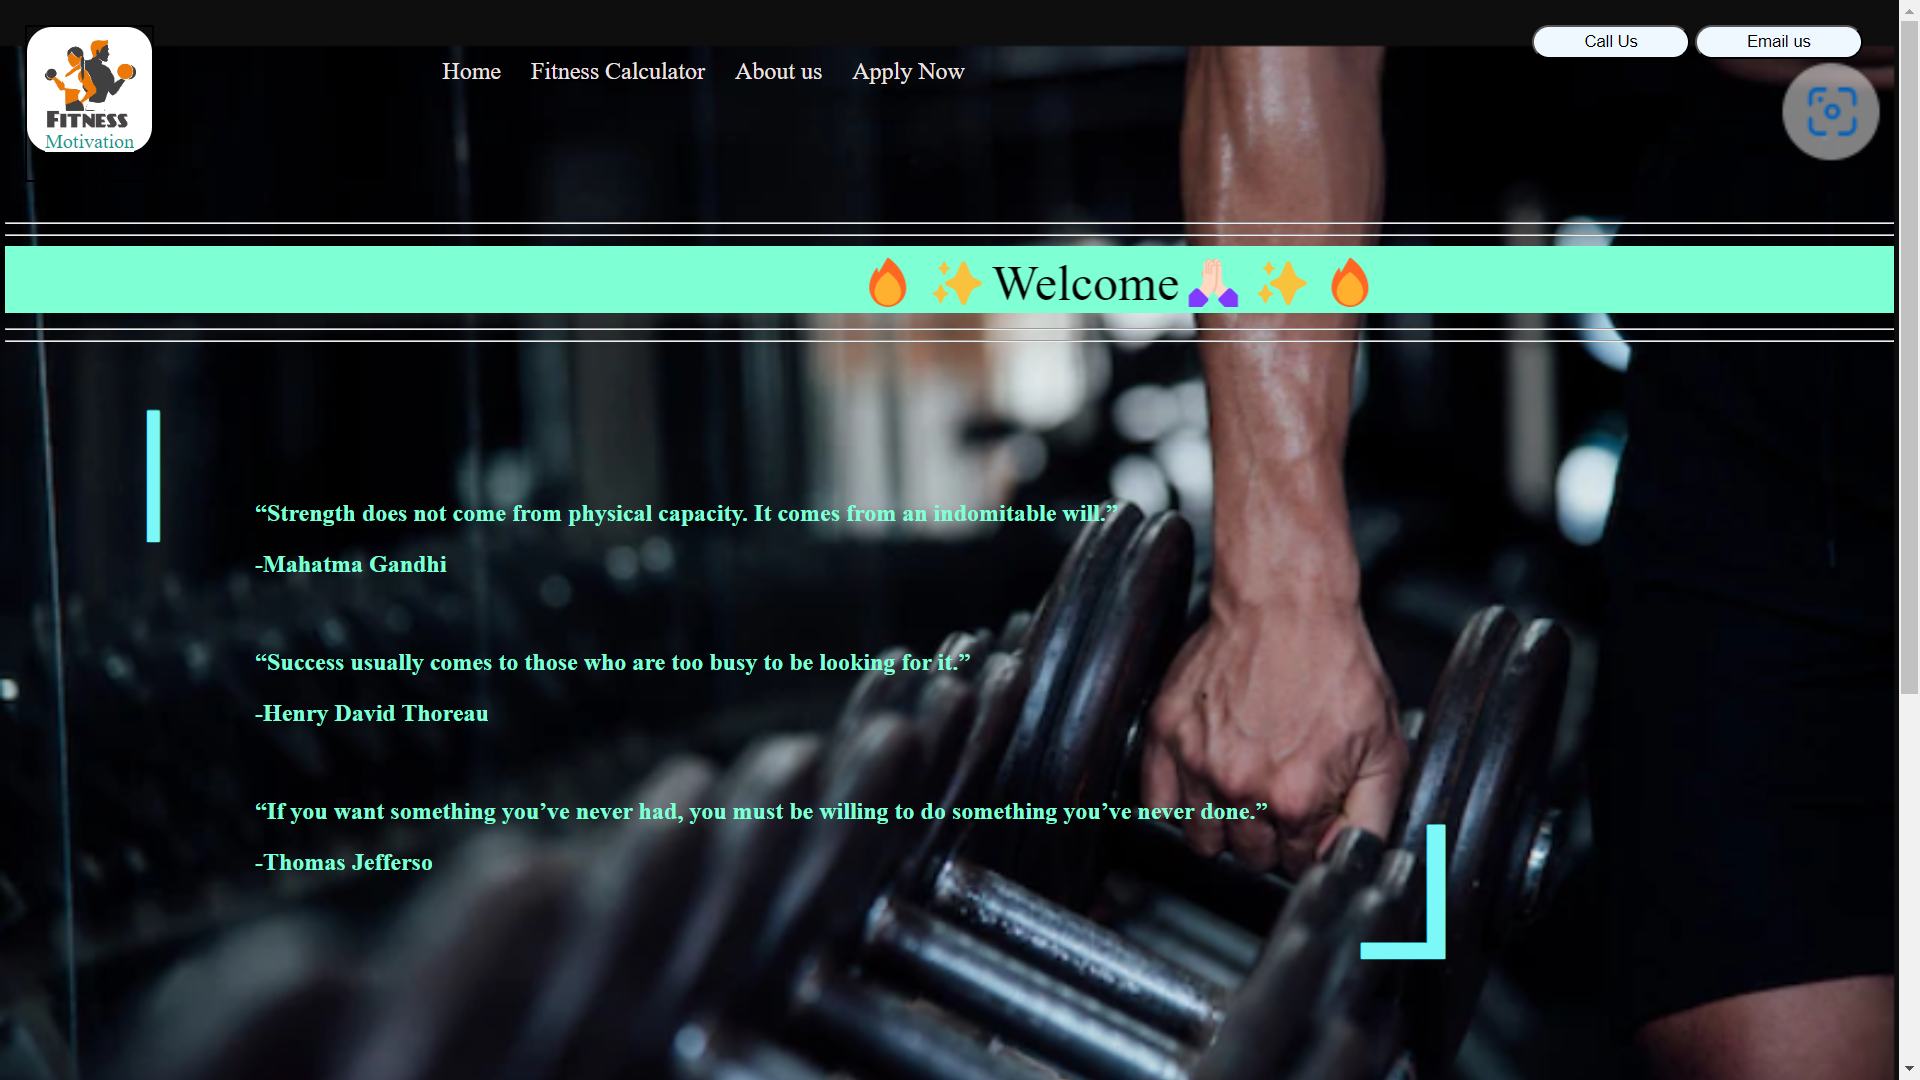 Call Us
Email us
Home
Fitness Calculator
About us
Apply Now
FITNESS
Motivation
🔥 ✨Welcome🙏🏻 ✨ 🔥
“Strength does not come from physical capacity. It comes from an indomitable will.”
-Mahatma Gandhi
“Success usually comes to those who are too busy to be looking for it.”
-Henry David Thoreau
“If you want something you’ve never had, you must be willing to do something you’ve never done.”
-Thomas Jefferso